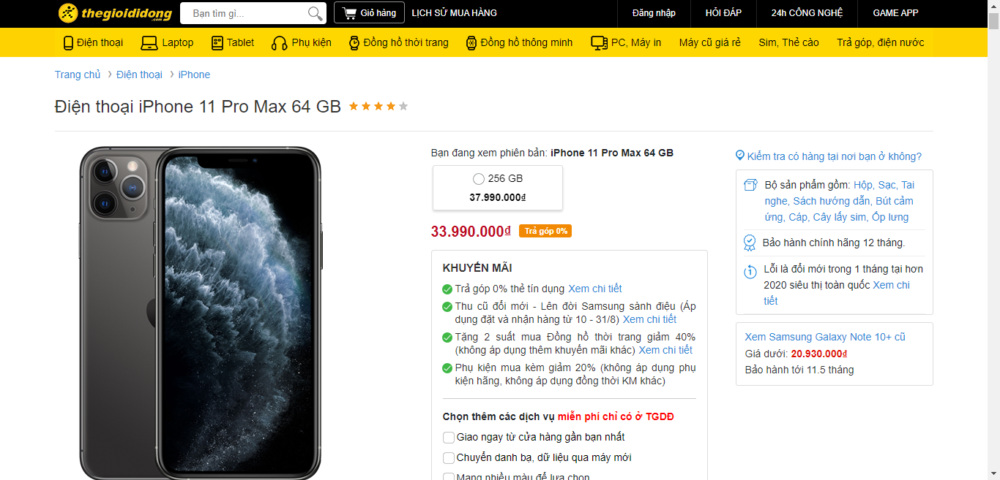 thegioididong.com
Bạn tìm gì...
Giỏ hàng
LỊCH SỬ MUA HÀNG
Đăng nhập
HỎI ĐÁP
24h CÔNG NGHỆ
GAME APP
Điện thoại
Laptop
Tablet
Phụ kiện
Đồng hồ thời trang
Đồng hồ thông minh
PC, Máy in
Máy cũ giá rẻ
Sim, Thẻ cào
Trả góp, điện nước
Trang chủ › Điện thoại › iPhone
Điện thoại iPhone 11 Pro Max 64 GB
Bạn đang xem phiên bản: iPhone 11 Pro Max 64 GB
256 GB
37.990.000₫
33.990.000₫ Trả góp 0%
KHUYẾN MÃI
Trả góp 0% thẻ tín dụng Xem chi tiết
Thu cũ đổi mới - Lên đời Samsung sành điệu (Áp
dụng đặt và nhận hàng từ 10 - 31/8) Xem chi tiết
Tặng 2 suất mua Đồng hồ thời trang giảm 40%
(không áp dụng thêm khuyến mãi khác) Xem chi tiết
Phụ kiện mua kèm giảm 20% (không áp dụng phụ
kiện hãng, không áp dụng đồng thời KM khác)
Chọn thêm các dịch vụ miễn phí chỉ có ở TGDĐ
Giao ngay từ cửa hàng gần bạn nhất
Chuyển danh bạ, dữ liệu qua máy mới
Mang nhiều màu để lựa chọn
Kiểm tra có hàng tại nơi bạn ở không?
Bộ sản phẩm gồm: Hộp, Sạc, Tai
nghe, Sách hướng dẫn, Bút cảm
ứng, Cáp, Cây lấy sim, Ốp lưng
Bảo hành chính hãng 12 tháng.
1
Lỗi là đổi mới trong 1 tháng tại hơn
2020 siêu thị toàn quốc Xem chi
tiết
Xem Samsung Galaxy Note 10+ cũ
Giá dưới: 20.930.000₫
Bảo hành tới 11.5 tháng